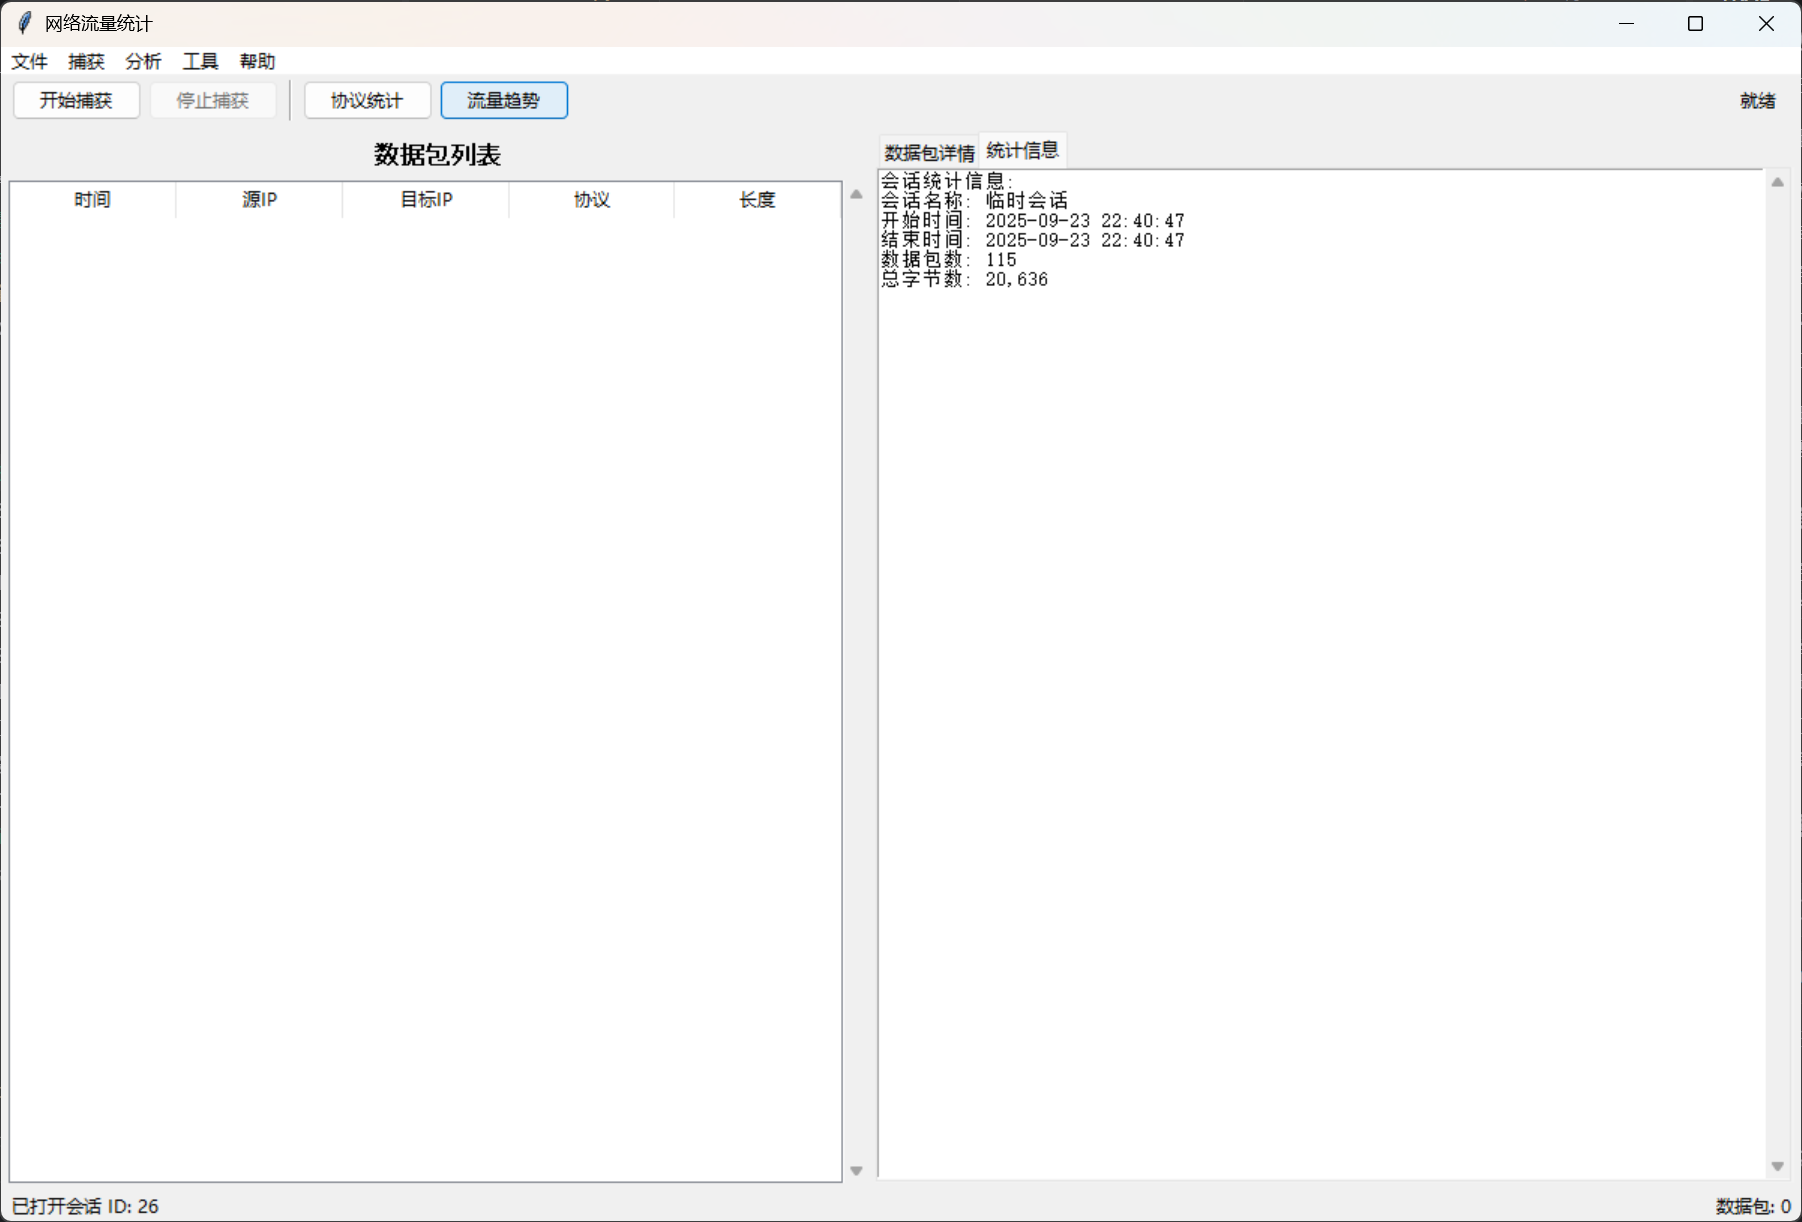 网络流量统计
文件 捕获 分析 工具 帮助
开始捕获 停止捕获 协议统计 流量趋势 就绪
数据包列表
时间 源IP 目标IP 协议 长度
数据包详情 统计信息
会话统计信息:
会话名称: 临时会话
开始时间: 2025-09-23 22:40:47
结束时间: 2025-09-23 22:40:47
数据包数: 115
总字节数: 20,636
已打开会话 ID: 26
数据包: 0